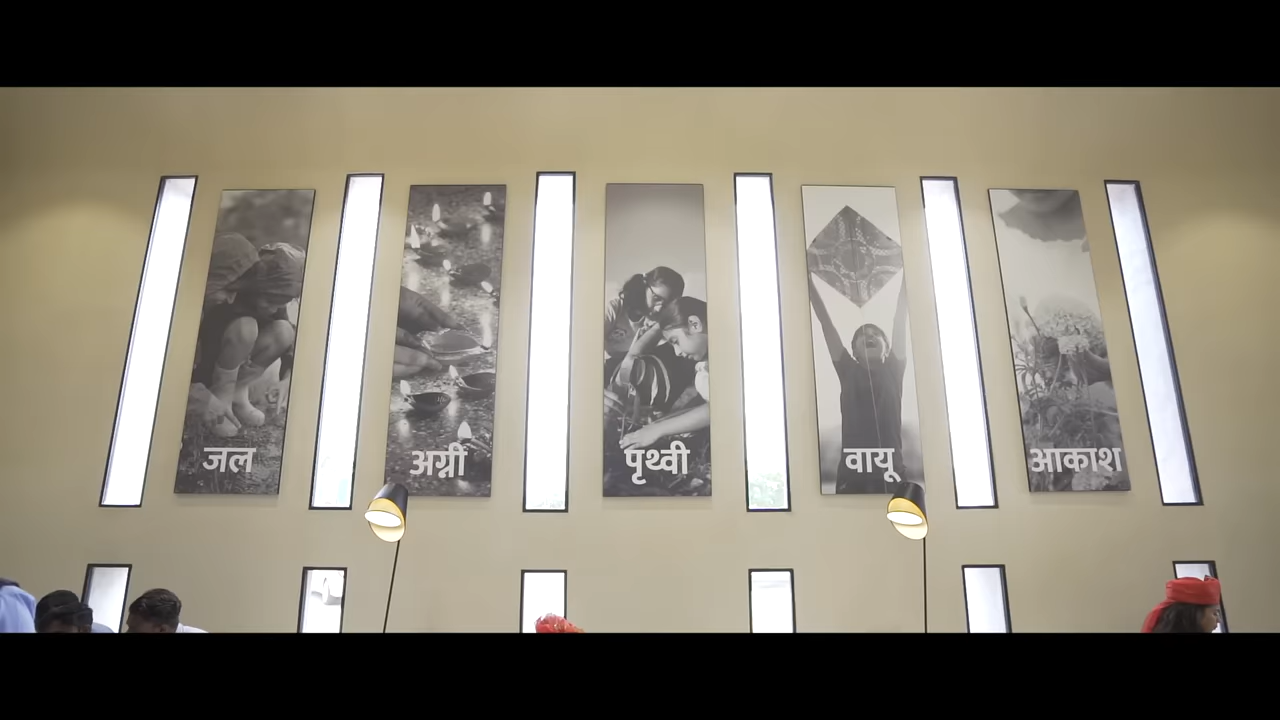 जल
अग्नी
पृथ्वी
वायू
आकाश